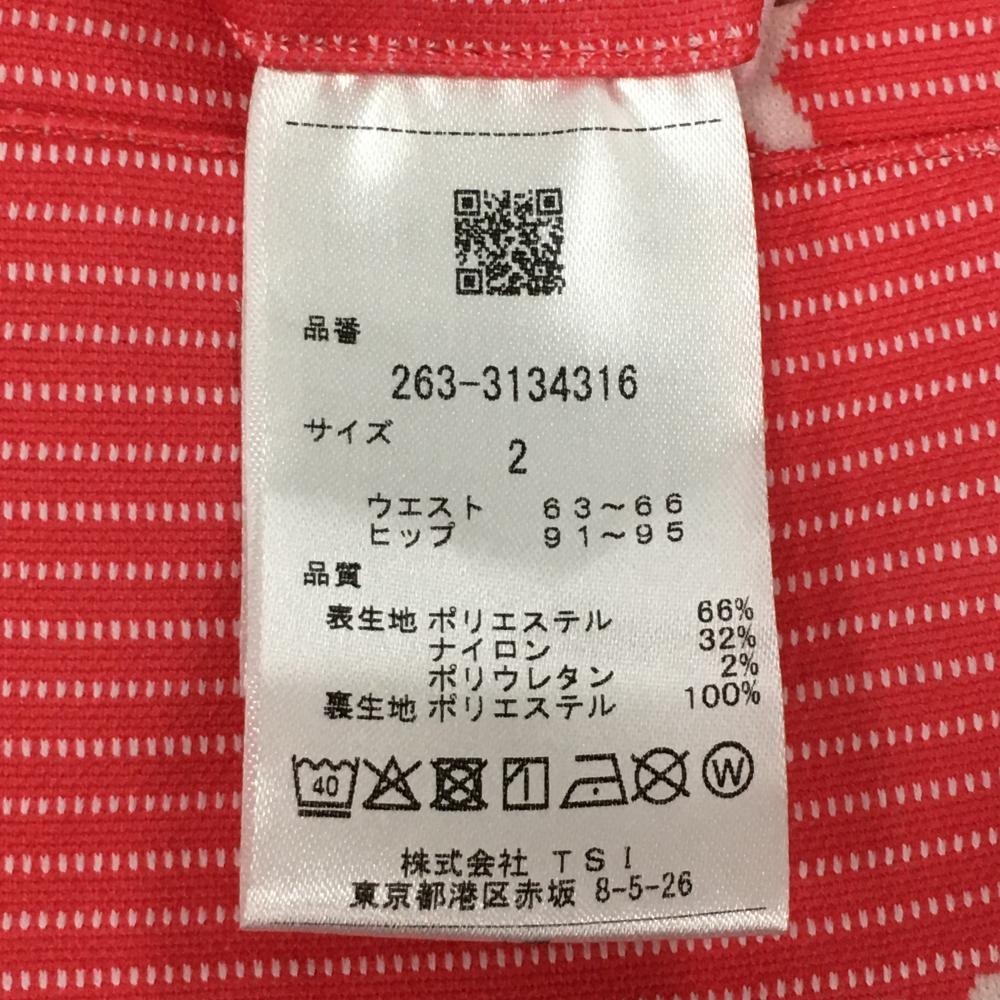 品番
263-3134316
サイズ
2
ウエスト 63~66
ヒップ 91~95
品質
表生地 ポリエステル 66%
ナイロン 32%
ポリウレタン 2%
裏生地 ポリエステル 100%
40 W
株式会社 TSI
東京都港区赤坂 8-5-26